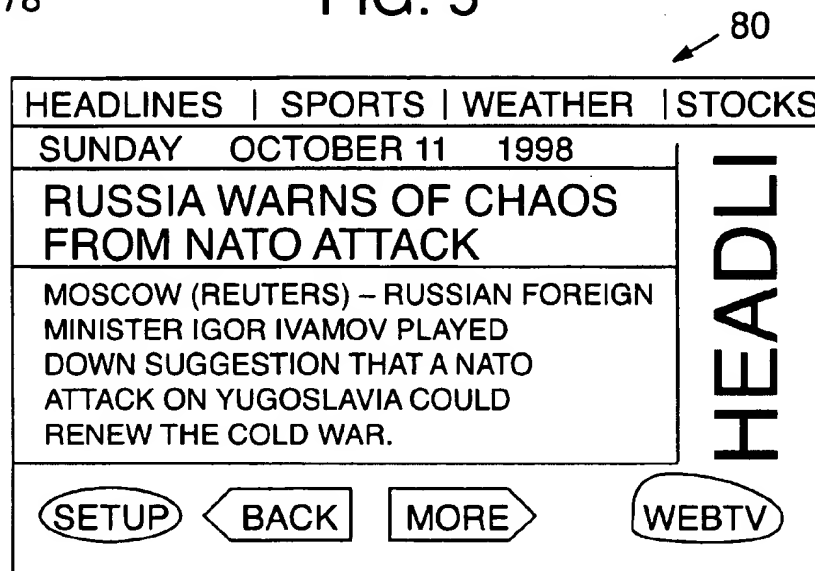 80
HEADLINES | SPORTS | WEATHER | STOCKS
SUNDAY OCTOBER 11 1998
RUSSIA WARNS OF CHAOS
FROM NATO ATTACK
MOSCOW (REUTERS) – RUSSIAN FOREIGN
MINISTER IGOR IVAMOV PLAYED
DOWN SUGGESTION THAT A NATO
ATTACK ON YUGOSLAVIA COULD
RENEW THE COLD WAR.
HEADLI
SETUP BACK MORE WEBTV